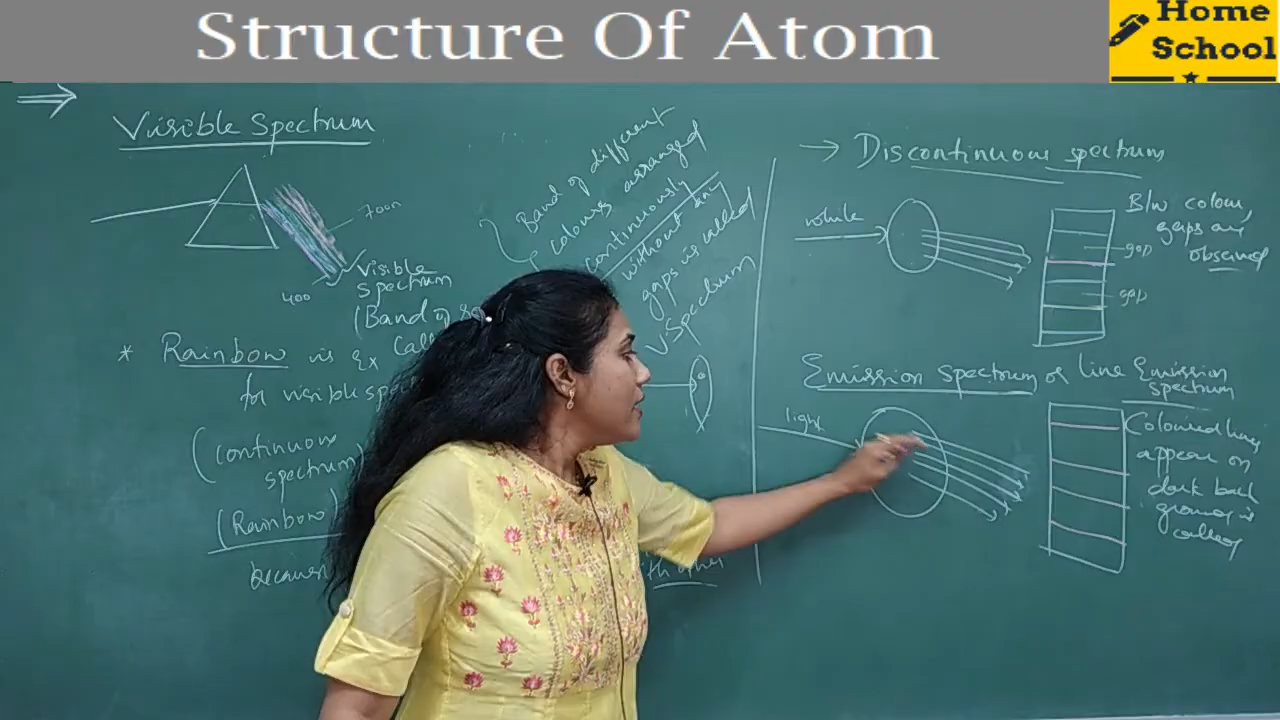 Structure Of Atom
Home
School
Visible Spectrum
700n
400
Visible
spectrum
(Band of
* Rainbow is Ex
for visible spe
(continuous
spectrum)
(Rainbow)
because
Band of different
colours arranged
continuously
without any
gaps is called
V Spectrum
Discontinuous spectrum
white
B/w colour,
gaps are
observed
gap
gap
Emission spectrum or line Emission
spectrum
light
Coloured
appear on
dark back
ground is
called